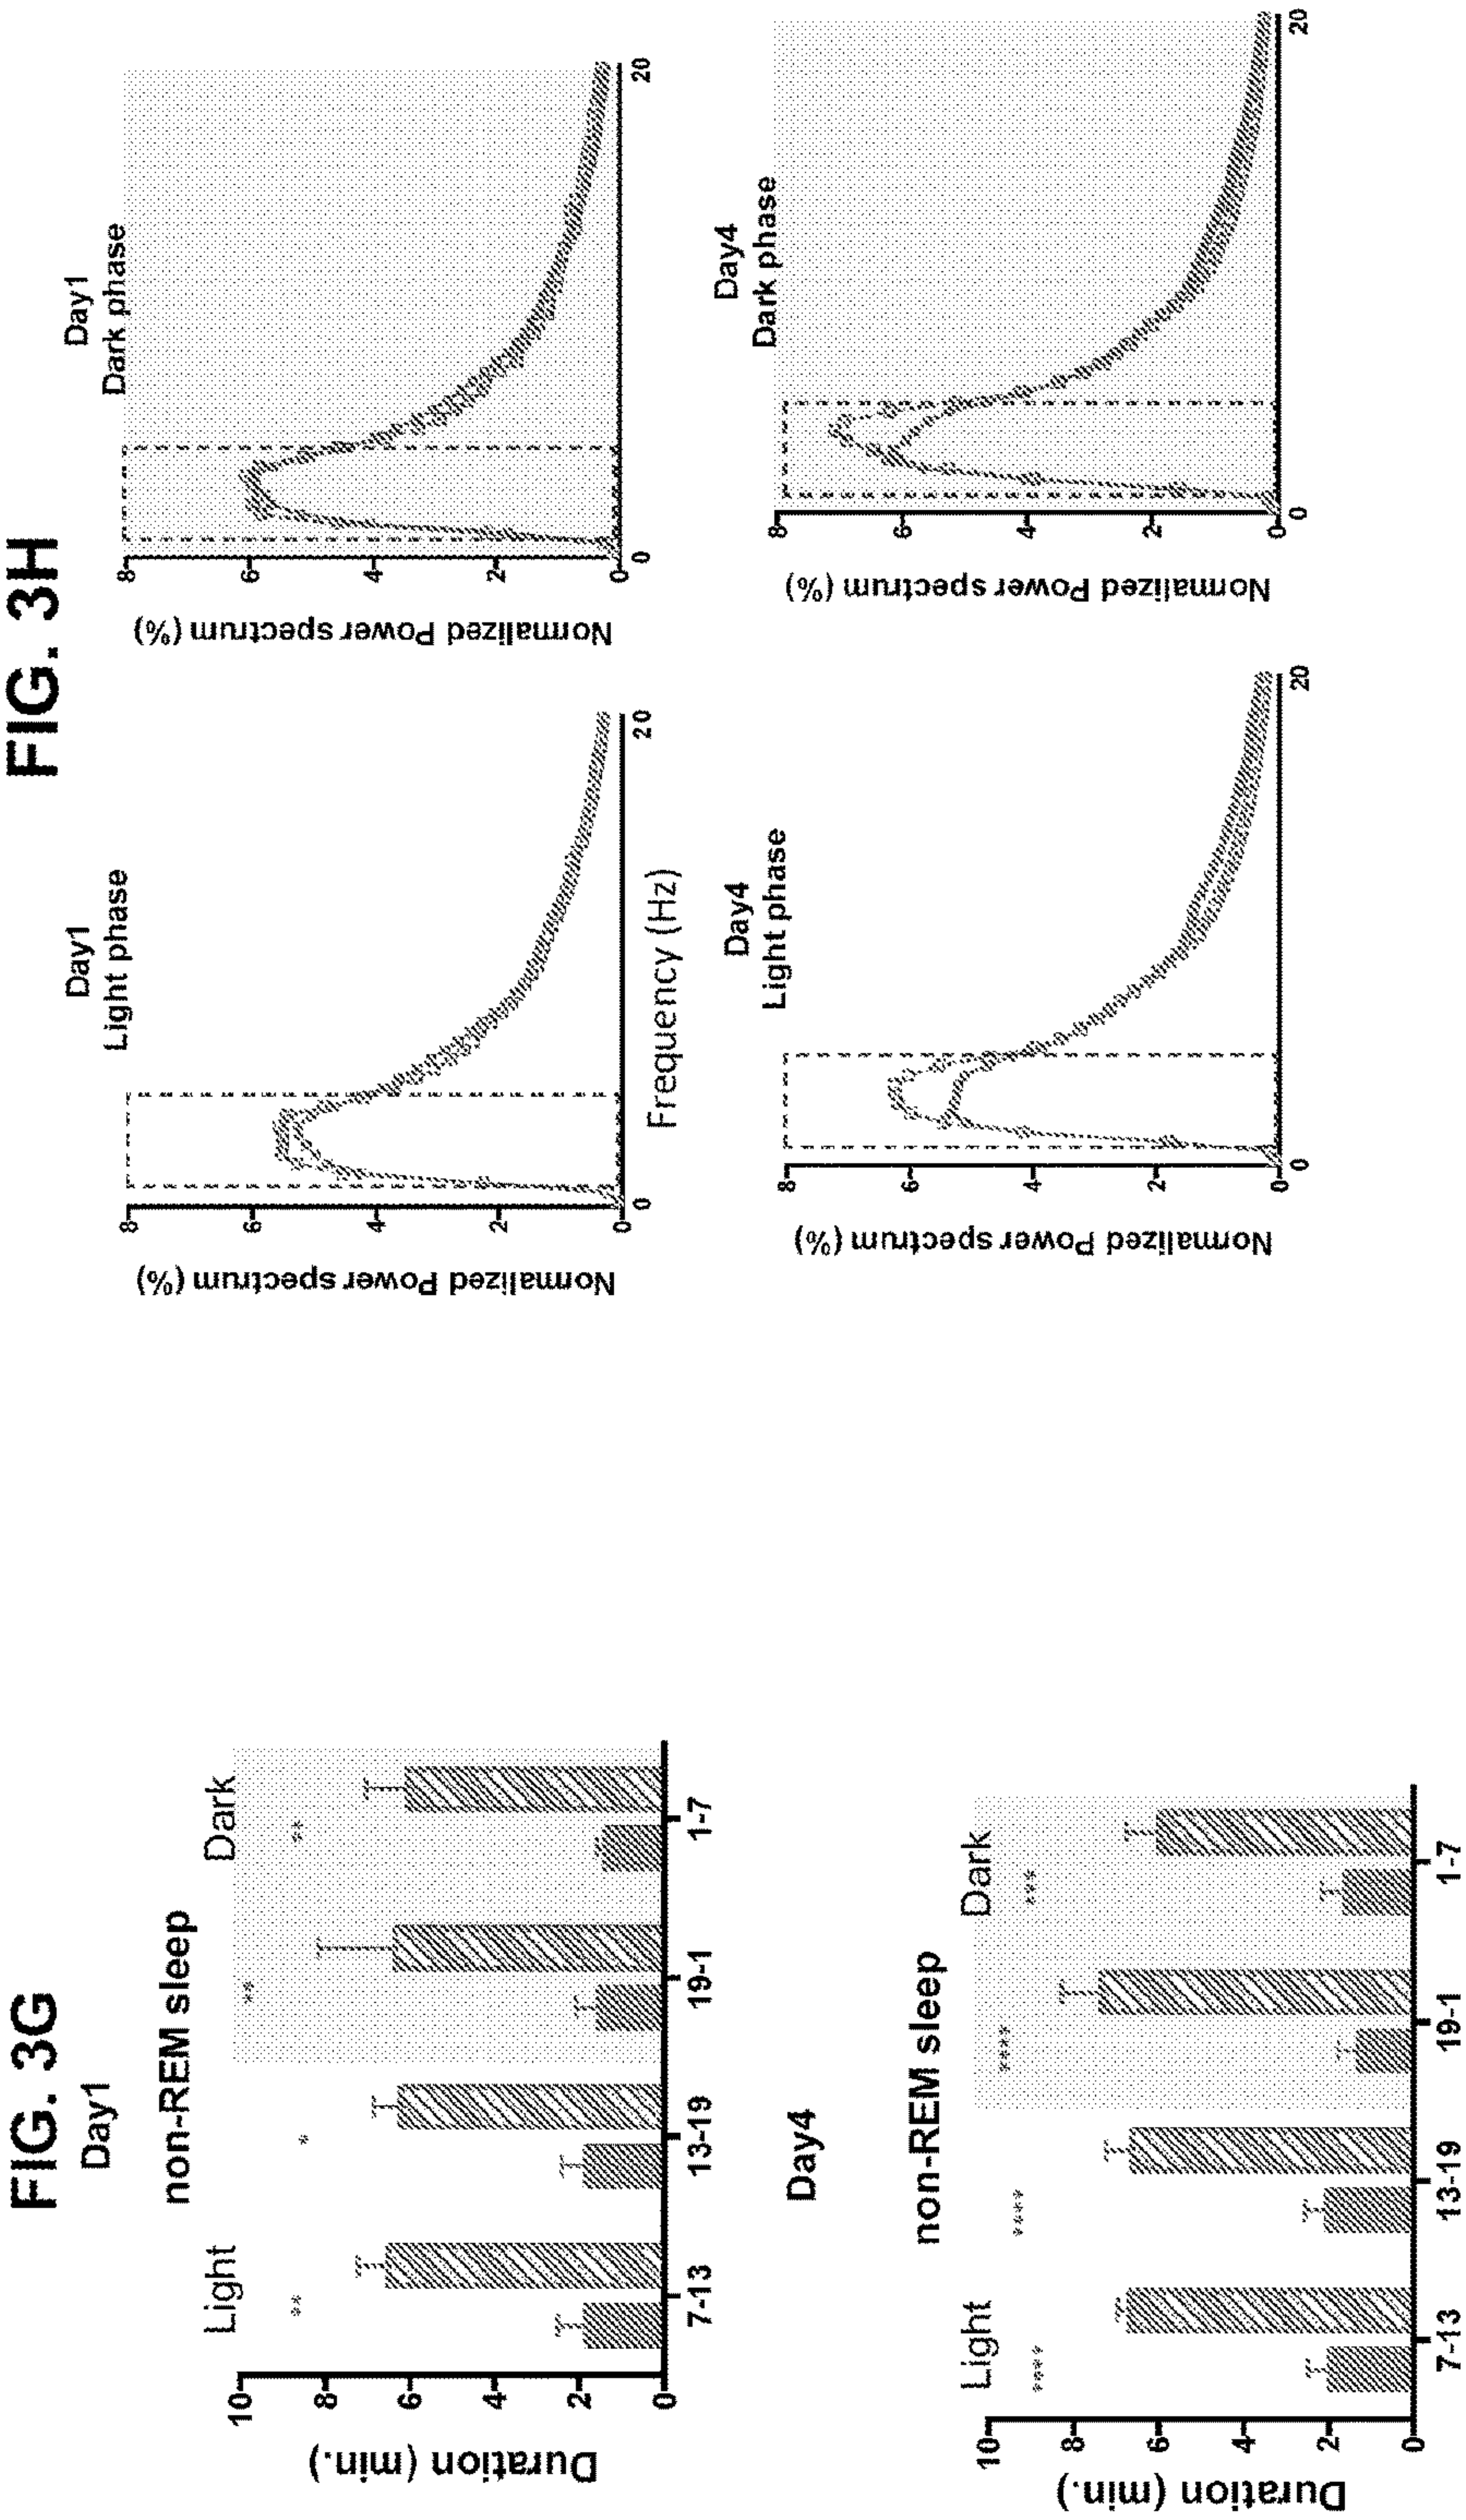 FIG. 3G
Day1
non-REM sleep
Light
Dark
**
*
**
**
Duration (min.)
10
8
6
4
2
0
7-13
13-19
19-1
1-7
Day4
non-REM sleep
Light
Dark
****
****
****
***
Duration (min.)
10
8
6
4
2
0
7-13
13-19
19-1
1-7
FIG. 3H
Day1
Light phase
Normalized Power spectrum (%)
8
6
4
2
0
0
20
Frequency (Hz)
Day1
Dark phase
Normalized Power spectrum (%)
8
6
4
2
0
0
20
Day4
Light phase
Normalized Power spectrum (%)
8
6
4
2
0
0
20
Day4
Dark phase
Normalized Power spectrum (%)
8
6
4
2
0
0
20